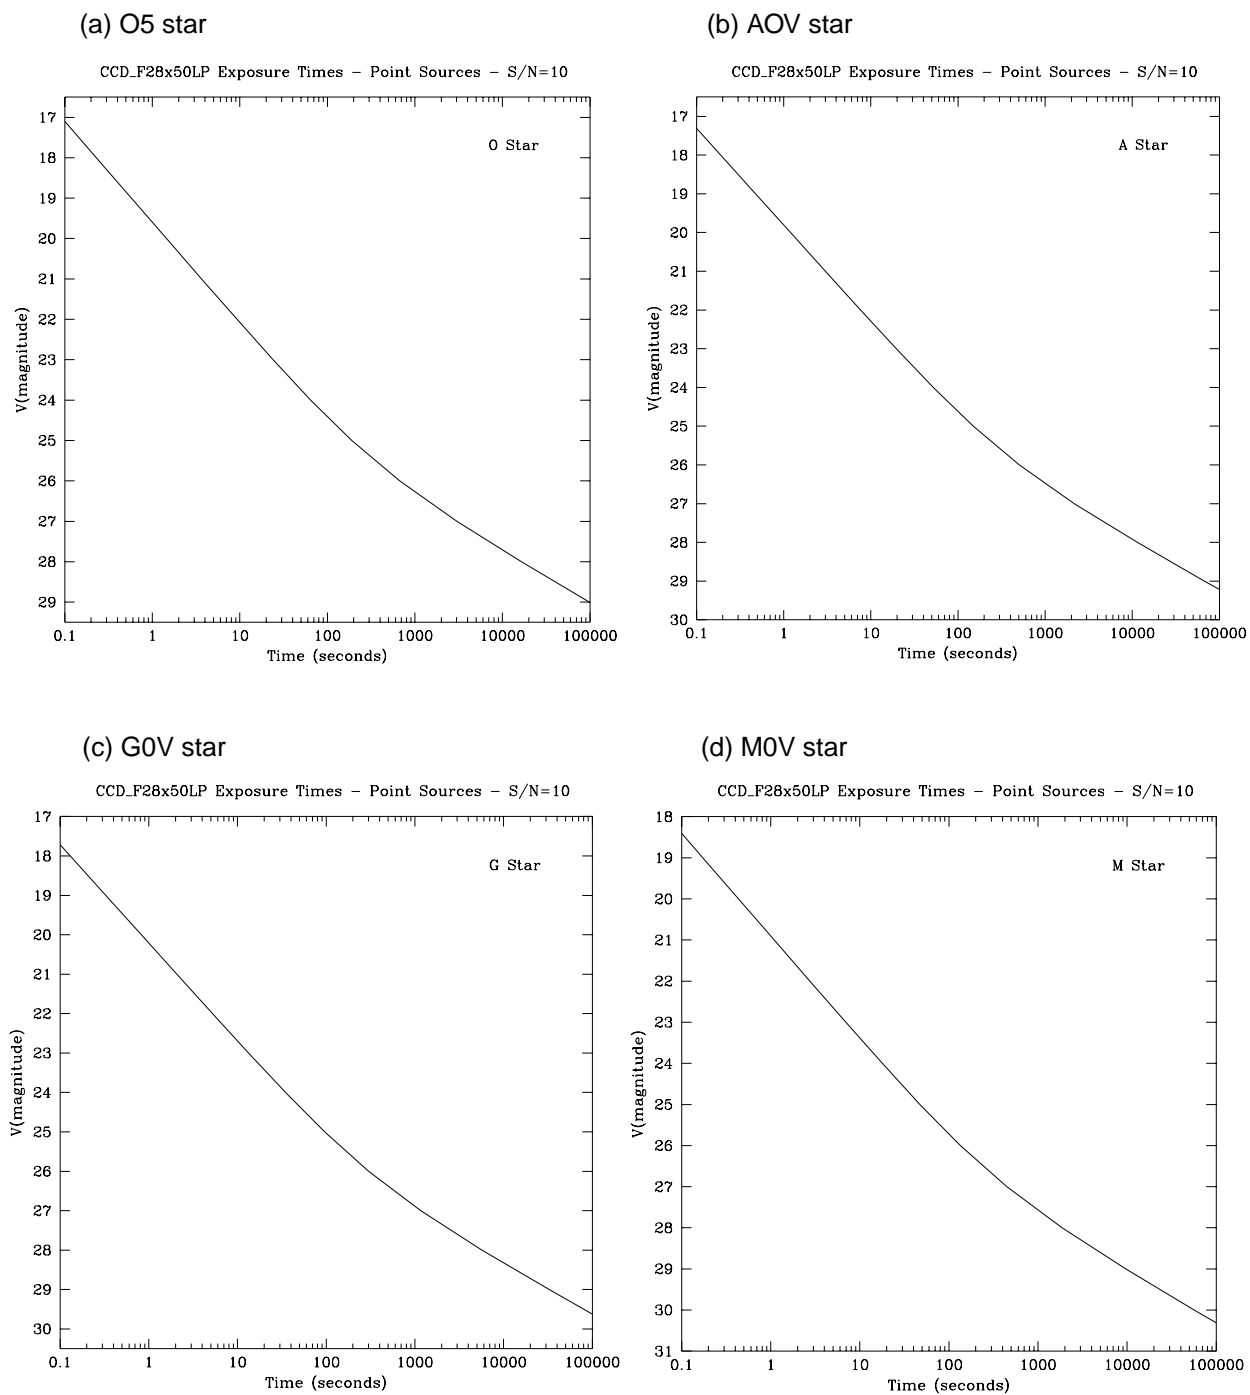 (a) O5 star
CCD_F28x50LP Exposure Times – Point Sources – S/N=10
O Star
17
18
19
20
21
22
23
24
25
26
27
28
29
V(magnitude)
0.1 1 10 100 1000 10000 100000
Time (seconds)
(b) AOV star
CCD_F28x50LP Exposure Times – Point Sources – S/N=10
A Star
17
18
19
20
21
22
23
24
25
26
27
28
29
30
V(magnitude)
0.1 1 10 100 1000 10000 100000
Time (seconds)
(c) G0V star
CCD_F28x50LP Exposure Times – Point Sources – S/N=10
G Star
17
18
19
20
21
22
23
24
25
26
27
28
29
30
V(magnitude)
0.1 1 10 100 1000 10000 100000
Time (seconds)
(d) M0V star
CCD_F28x50LP Exposure Times – Point Sources – S/N=10
M Star
18
19
20
21
22
23
24
25
26
27
28
29
30
31
V(magnitude)
0.1 1 10 100 1000 10000 100000
Time (seconds)